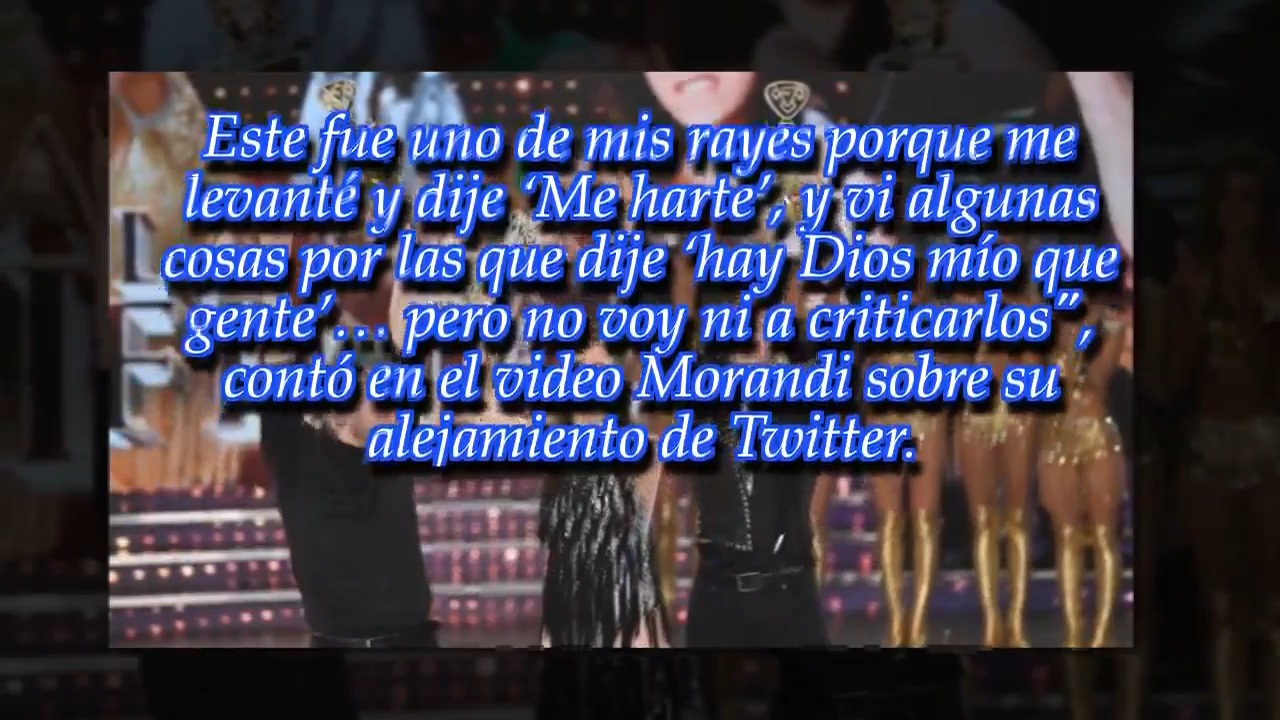 Este fue uno de mis rayes porque me
levanté y dije ‘Me harte’, y vi algunas
cosas por las que dije ‘hay Dios mío que
gente’... pero no voy ni a criticarlos”,
contó en el video Morandi sobre su
alejamiento de Twitter.